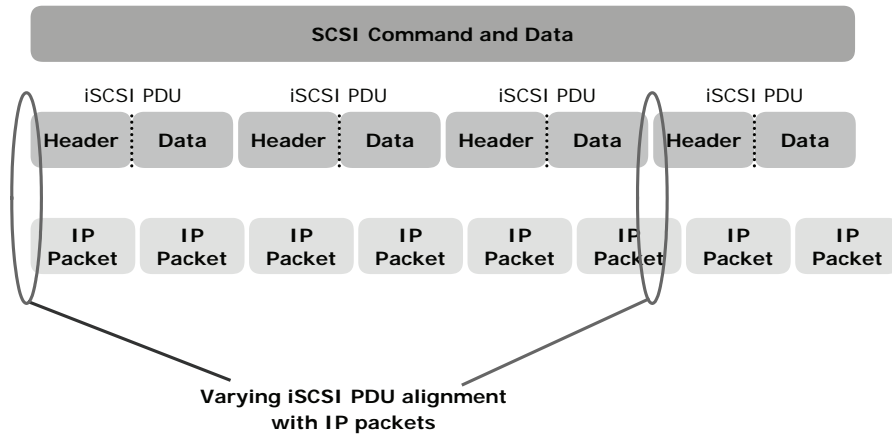 SCSI Command and Data
iSCSI PDU iSCSI PDU iSCSI PDU iSCSI PDU
Header Data Header Data Header Data Header Data
IP Packet
IP Packet
IP Packet
IP Packet
IP Packet
IP Packet
IP Packet
IP Packet
Varying iSCSI PDU alignment
with IP packets